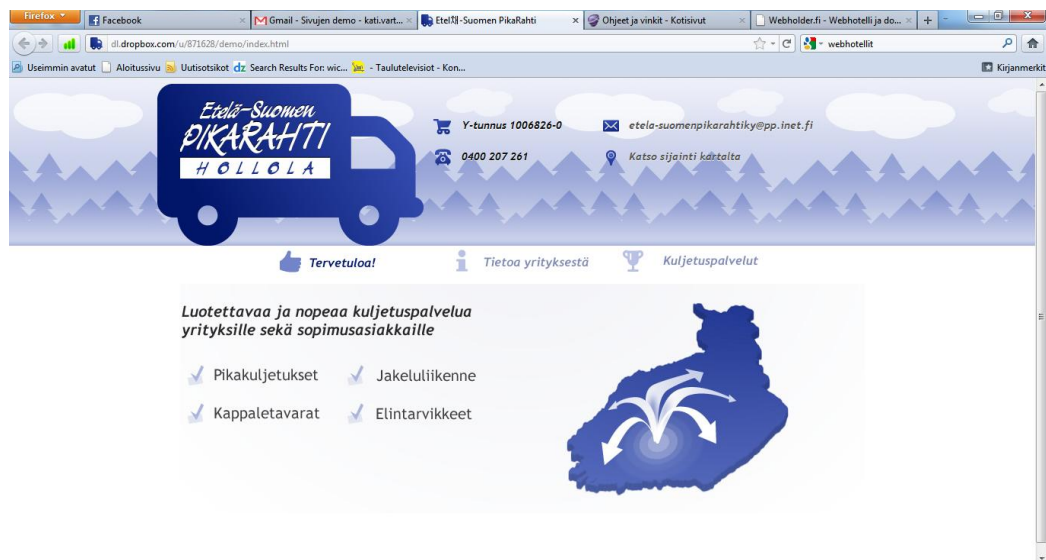 Firefox
Facebook
Gmail - Sivujen demo - kati.vart...
-Suomen PikaRahti
Ohjeet ja vinkit - Kotisivut
Webholder.fi - Webhotelli ja do...
dl.dropbox.com/u/871628/demo/index.html
webhotellit
Useimmin avatut
Aloitussivu
Uutisotsikot
Search Results For: wic...
- Taulutelevisiot - Kon...
Kirjanmerkit
Etelä-Suomen
PIKARAHTI
HOLLOLA
Y-tunnus 1006826-0
etela-suomenpikarahtiky@pp.inet.fi
0400 207 261
Katso sijainti kartalta
Tervetuloa!
Tietoa yrityksestä
Kuljetuspalvelut
Luotettavaa ja nopeaa kuljetuspalvelua
yrityksille sekä sopimusasiakkaille
Pikakuljetukset
Jakeluliikenne
Kappaletavarat
Elintarvikkeet